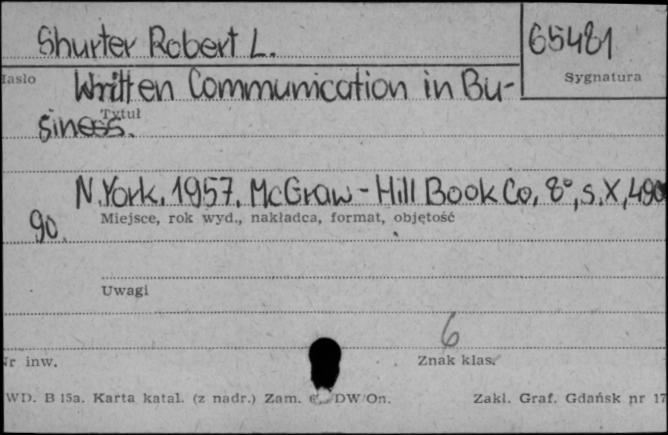 Shurter Robert L.
65481
Hasło
Sygnatura
Written Communication in Bu-
Tytuł
siness.
N. York, 1957, McGraw-Hill Book Co, 8°, s. X, 490
90.
Miejsce, rok wyd., nakładca, format, objętość
Uwagi
6
Nr inw.
Znak klas.
WD. B 15a. Karta katal. (z nadr.) Zam. DW/On.
Zakł. Graf. Gdańsk nr 17